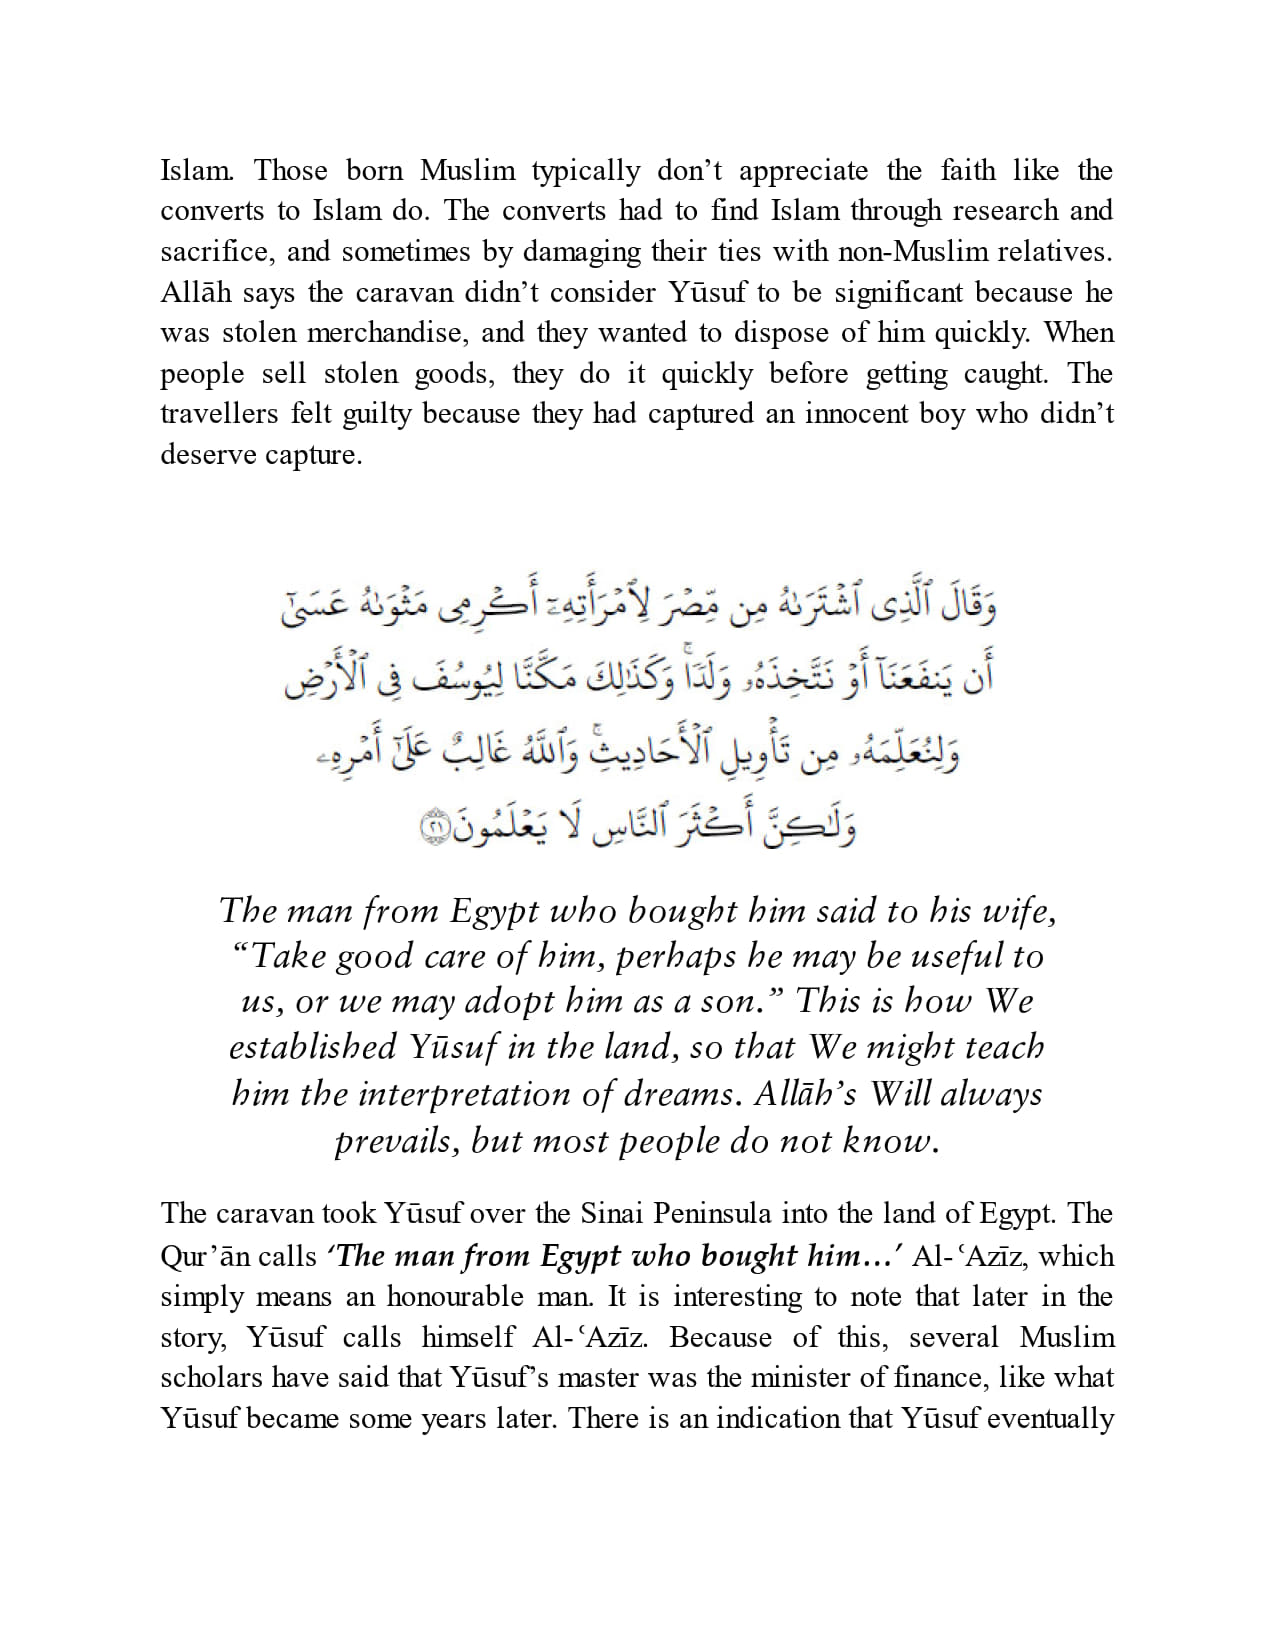 Islam. Those born Muslim typically don’t appreciate the faith like the
converts to Islam do. The converts had to find Islam through research and
sacrifice, and sometimes by damaging their ties with non-Muslim relatives.
Allāh says the caravan didn’t consider Yūsuf to be significant because he
was stolen merchandise, and they wanted to dispose of him quickly. When
people sell stolen goods, they do it quickly before getting caught. The
travellers felt guilty because they had captured an innocent boy who didn’t
deserve capture.
وَقَالَ ٱلَّذِى ٱشْتَرَىٰهُ مِن مِّصْرَ لِٱمْرَأَتِهِۦٓ أَكْرِمِى مَثْوَىٰهُ عَسَىٰٓ
أَن يَنفَعَنَآ أَوْ نَتَّخِذَهُۥ وَلَدًا ۚ وَكَذَٰلِكَ مَكَّنَّا لِيُوسُفَ فِى ٱلْأَرْضِ
وَلِنُعَلِّمَهُۥ مِن تَأْوِيلِ ٱلْأَحَادِيثِ ۚ وَٱللَّهُ غَالِبٌ عَلَىٰٓ أَمْرِهِۦ
وَلَٰكِنَّ أَكْثَرَ ٱلنَّاسِ لَا يَعْلَمُونَ ٢١
The man from Egypt who bought him said to his wife,
“Take good care of him, perhaps he may be useful to
us, or we may adopt him as a son.” This is how We
established Yūsuf in the land, so that We might teach
him the interpretation of dreams. Allāh’s Will always
prevails, but most people do not know.
The caravan took Yūsuf over the Sinai Peninsula into the land of Egypt. The
Qur’ān calls ‘The man from Egypt who bought him…’ Al-ʿAzīz, which
simply means an honourable man. It is interesting to note that later in the
story, Yūsuf calls himself Al-ʿAzīz. Because of this, several Muslim
scholars have said that Yūsuf’s master was the minister of finance, like what
Yūsuf became some years later. There is an indication that Yūsuf eventually